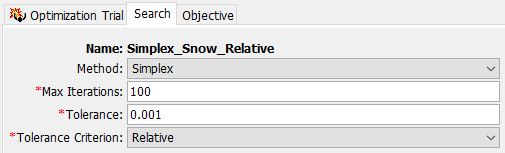 Optimization Trial Search Objective
Name: Simplex_Snow_Relative
Method: Simplex
*Max Iterations: 100
*Tolerance: 0.001
*Tolerance Criterion: Relative